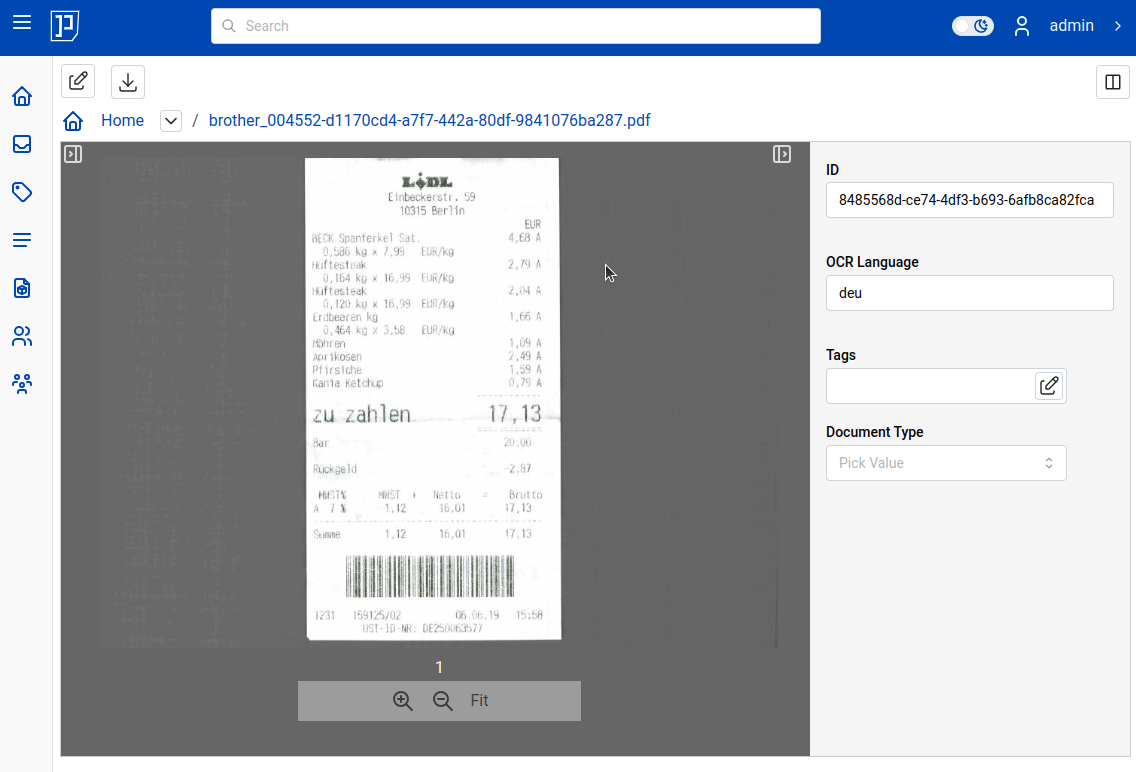 Search
admin
Home / brother_004552-d1170cd4-a7f7-442a-80df-9841076ba287.pdf
LiDL
Einbeckerstr. 59
10315 Berlin
EUR
BECK Spanferkel Sat. 4,68 A
0,586 kg x 7,99 EUR/kg
Hüftesteak 2,79 A
0,164 kg x 16,99 EUR/kg
Hüftesteak 2,04 A
0,120 kg x 16,99 EUR/kg
Erdbeeren kg 1,66 A
0,464 kg x 3,58 EUR/kg
Möhren 1,09 A
Aprikosen 2,49 A
Pfirsiche 1,59 A
Kania Ketchup 0,79 A
zu zahlen 17,13
Bar 20,00
Rückgeld -2,87
MWST% MWST + Netto = Brutto
A 7 % 1,12 16,01 17,13
Summe 1,12 16,01 17,13
1231 159125/02 06.06.19 15:58
UST-ID-NR: DE250063577
1
Fit
ID
8485568d-ce74-4df3-b693-6afb8ca82fca
OCR Language
deu
Tags
Document Type
Pick Value